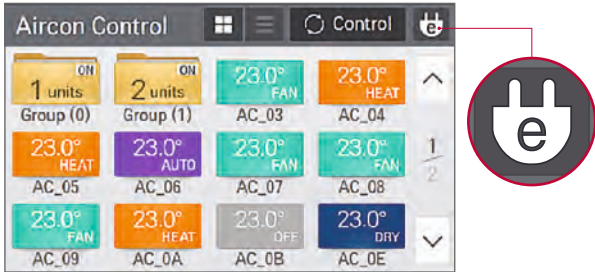 Aircon Control Control e
ON ON 23.0° 23.0°
1 units 2 units FAN HEAT
Group (0) Group (1) AC_03 AC_04
23.0° 23.0° 23.0° 23.0° 1
HEAT AUTO FAN FAN 2
AC_05 AC_06 AC_07 AC_08
23.0° 23.0° 23.0° 23.0°
FAN HEAT OFF DRY
AC_09 AC_0A AC_0B AC_0E
e